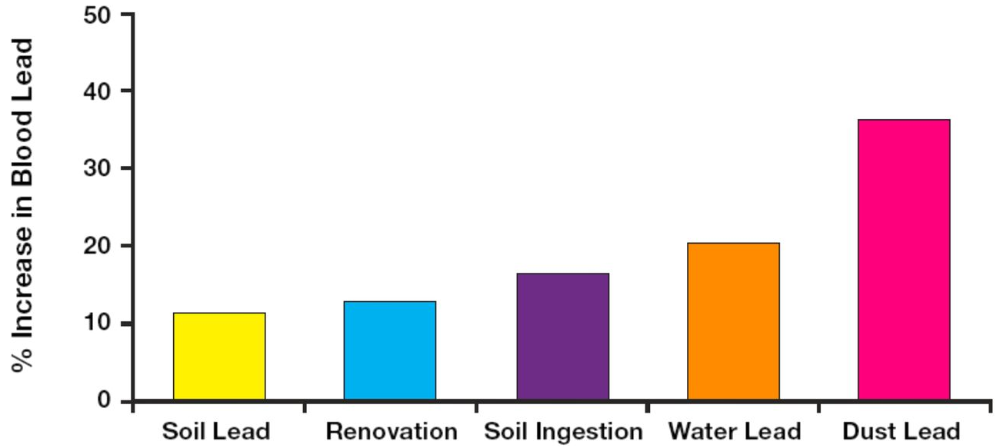 % Increase in Blood Lead
50
40
30
20
10
0
Soil Lead
Renovation
Soil Ingestion
Water Lead
Dust Lead